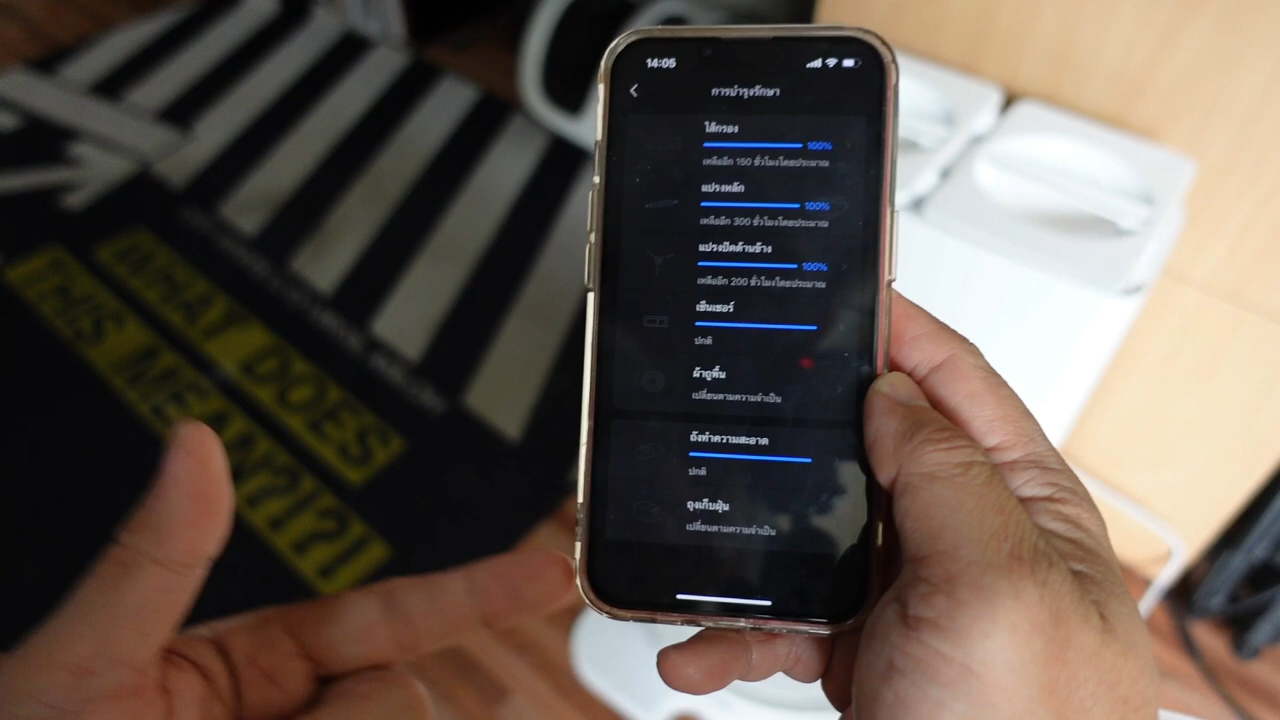 14:05
การบำรุงรักษา
ไส้กรอง
100%
เหลืออีก 150 ชั่วโมงโดยประมาณ
แปรงหลัก
100%
เหลืออีก 300 ชั่วโมงโดยประมาณ
แปรงปัดด้านข้าง
100%
เหลืออีก 200 ชั่วโมงโดยประมาณ
เซ็นเซอร์
ปกติ
ผ้าถูพื้น
เปลี่ยนตามความจำเป็น
ถังทำความสะอาด
ปกติ
ถุงเก็บฝุ่น
เปลี่ยนตามความจำเป็น
WHAT DOES
THIS MEAN?!?!